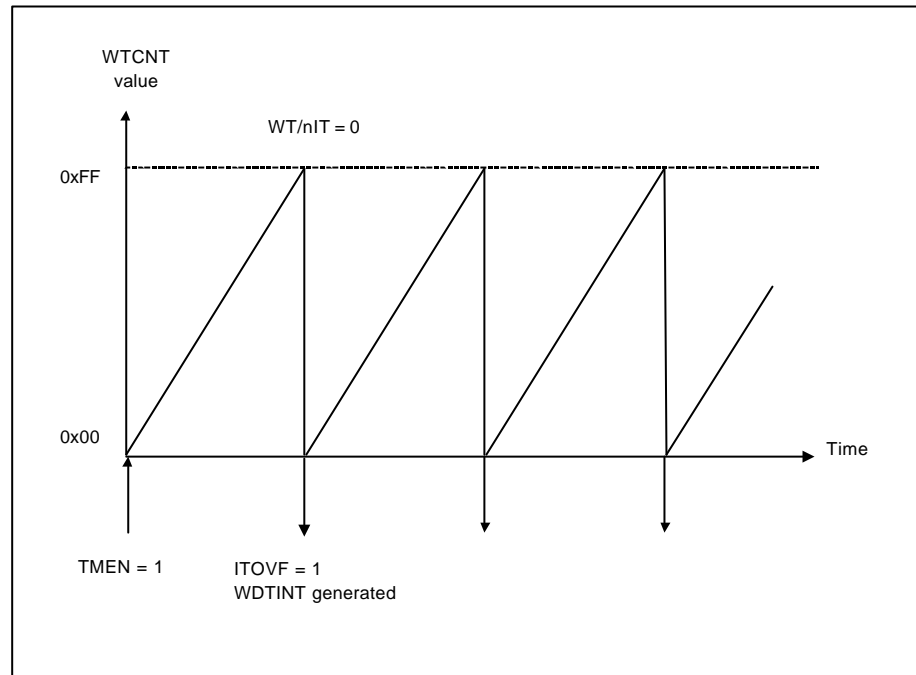 WTCNT
value
WT/nIT = 0
0xFF
0x00
Time
TMEN = 1
ITOVF = 1
WDTINT generated